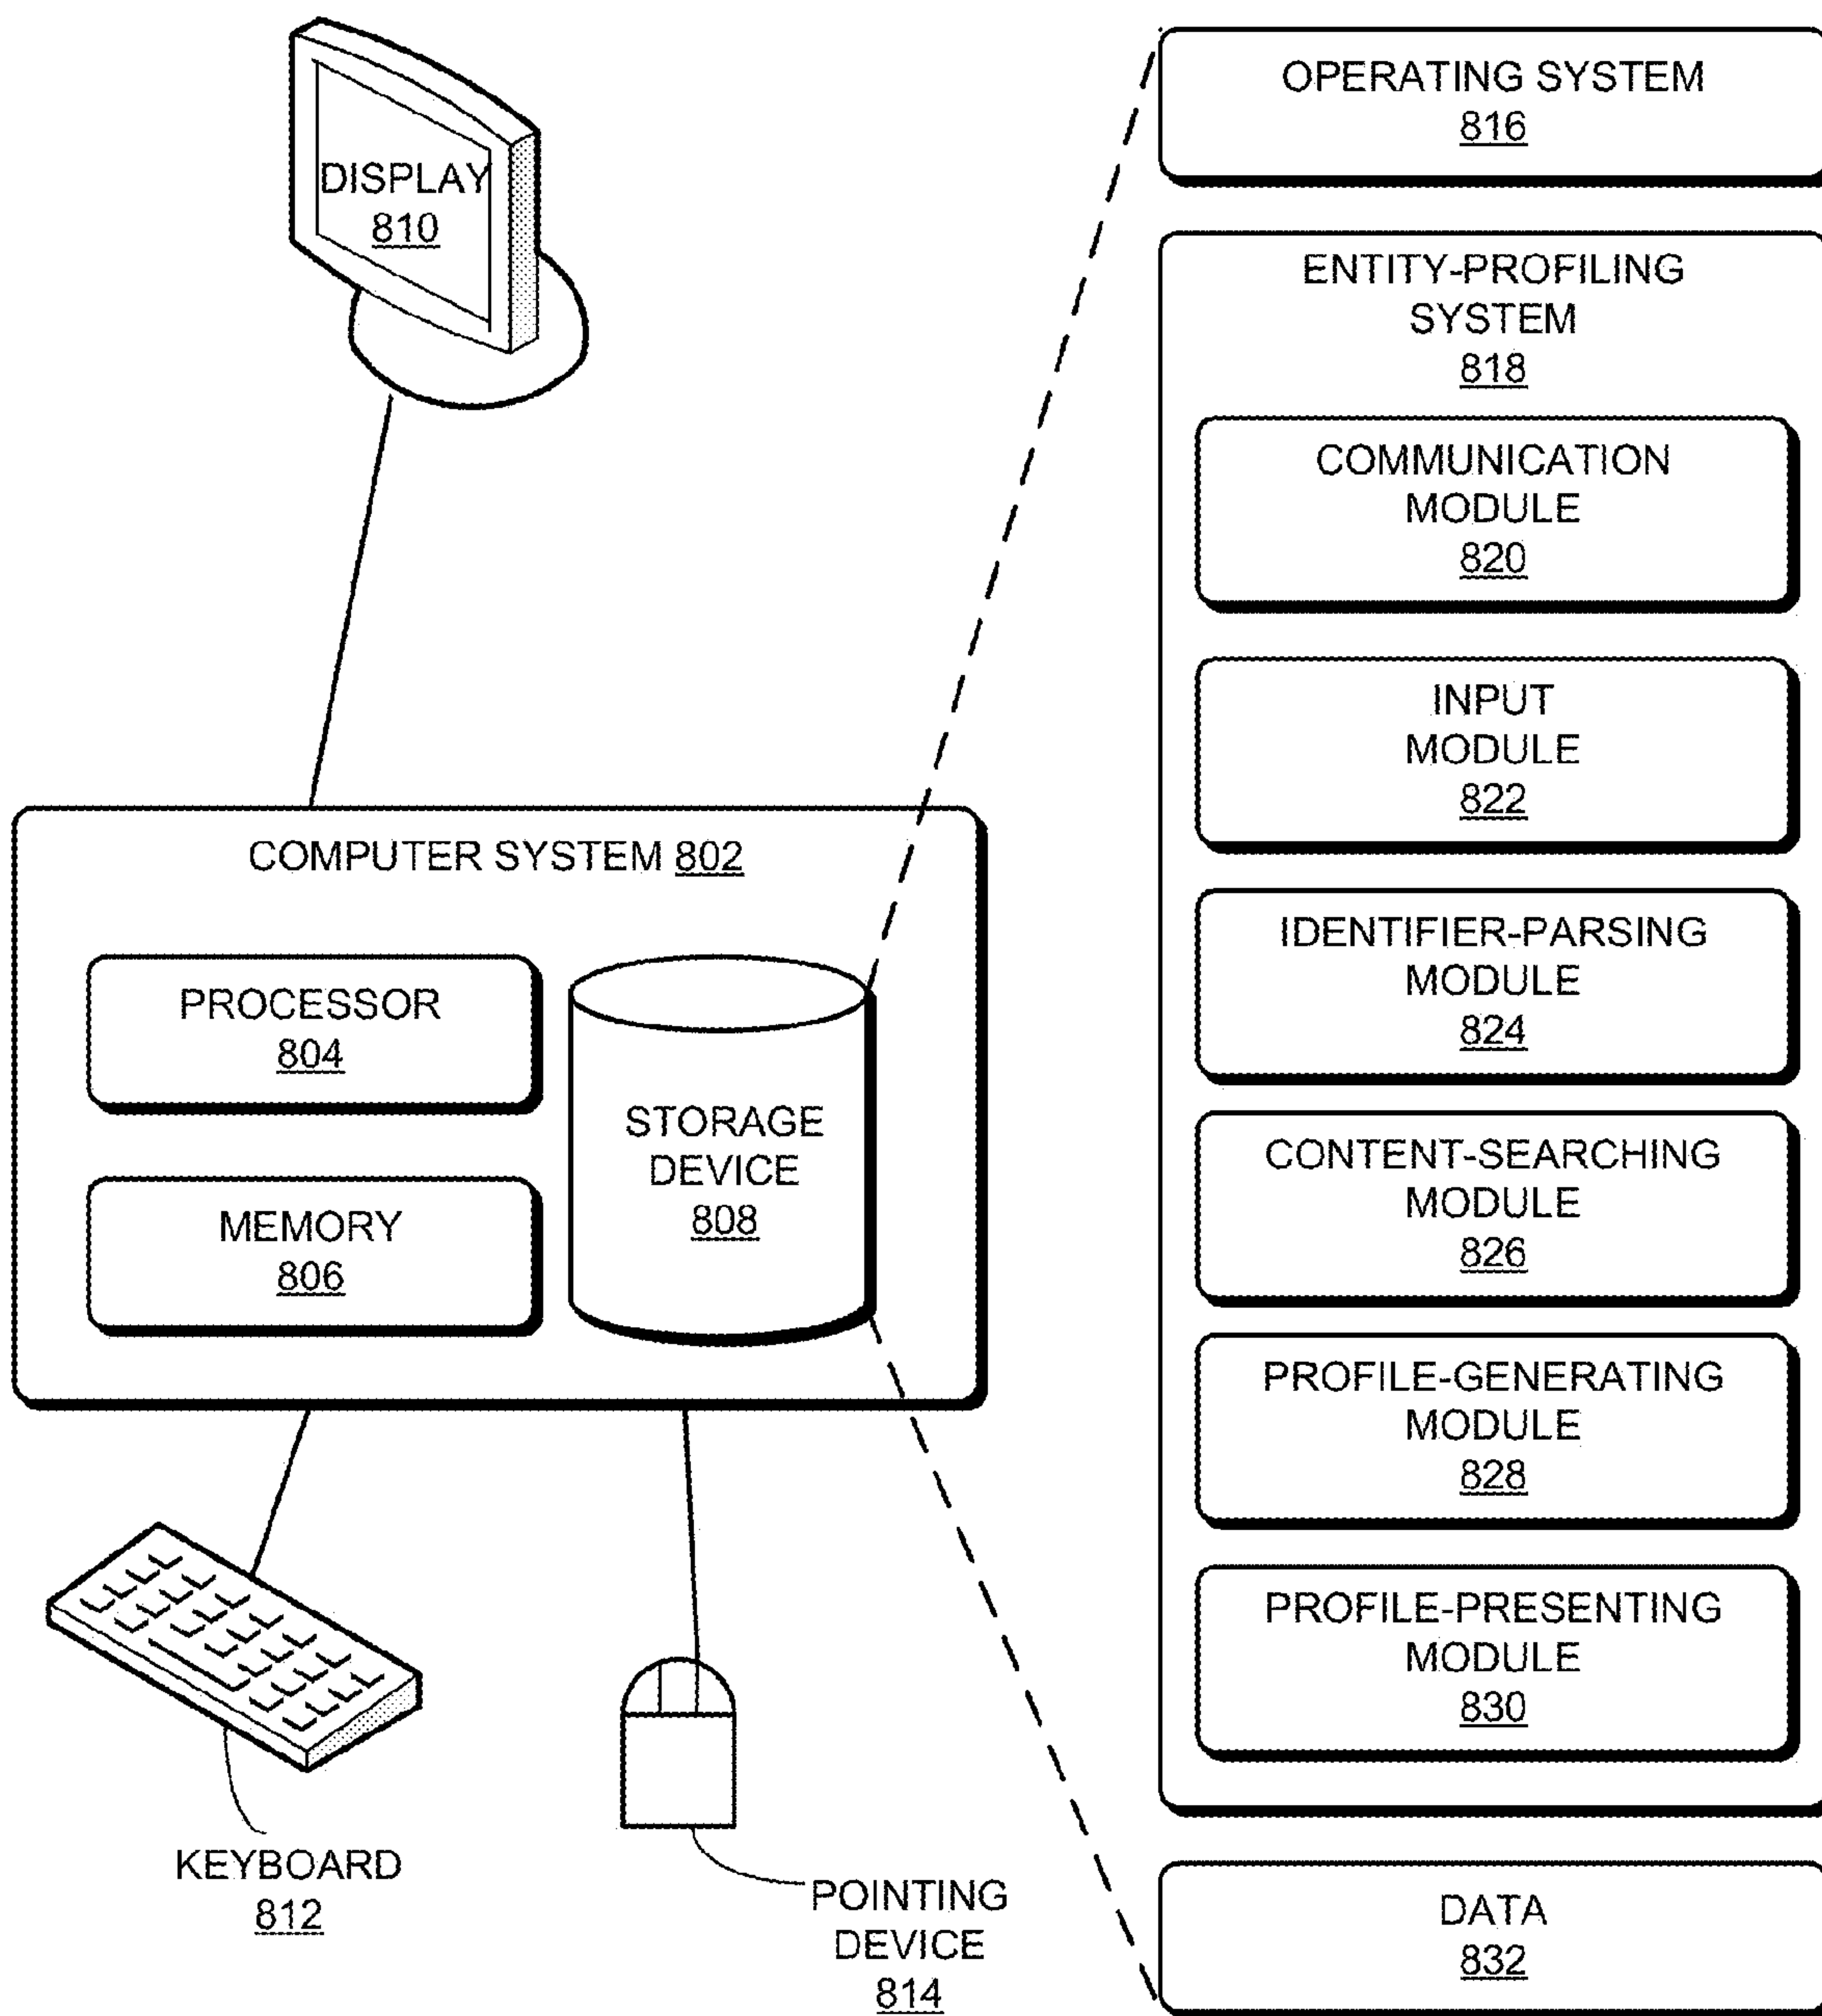 DISPLAY
810
COMPUTER SYSTEM 802
PROCESSOR
804
MEMORY
806
STORAGE
DEVICE
808
KEYBOARD
812
POINTING
DEVICE
814
OPERATING SYSTEM
816
ENTITY-PROFILING
SYSTEM
818
COMMUNICATION
MODULE
820
INPUT
MODULE
822
IDENTIFIER-PARSING
MODULE
824
CONTENT-SEARCHING
MODULE
826
PROFILE-GENERATING
MODULE
828
PROFILE-PRESENTING
MODULE
830
DATA
832